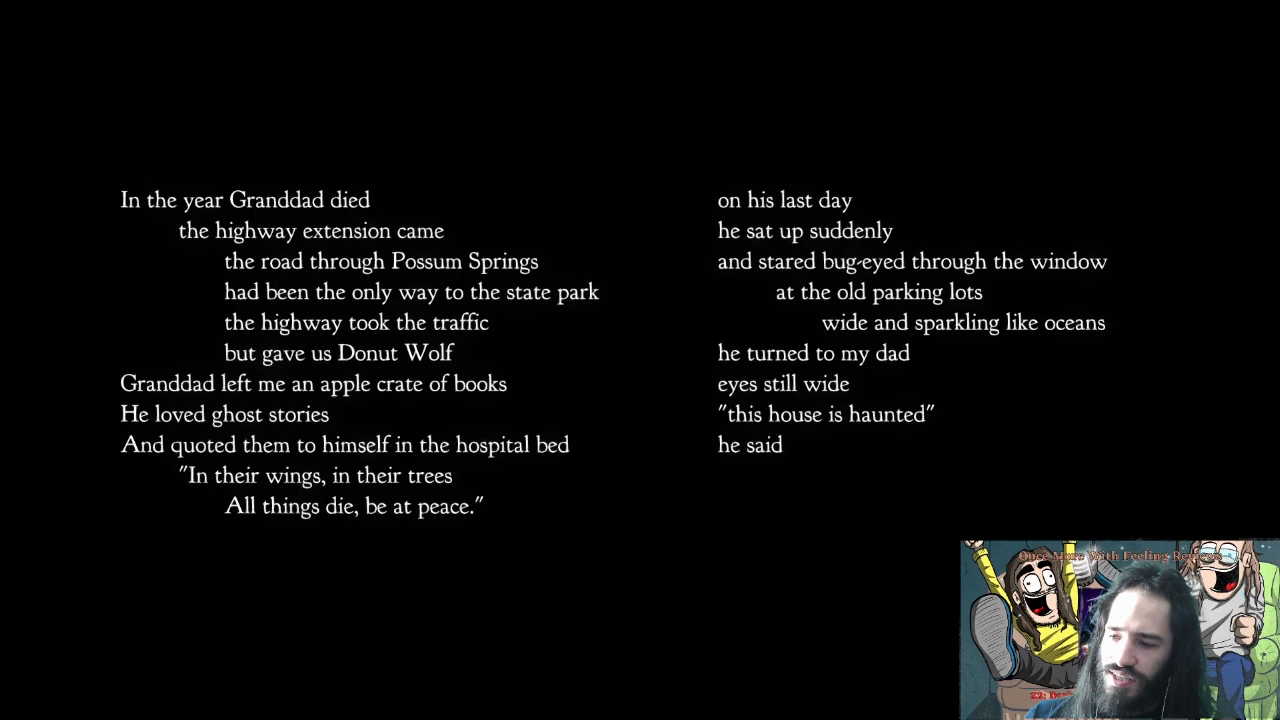 In the year Granddad died
the highway extension came
the road through Possum Springs
had been the only way to the state park
the highway took the traffic
but gave us Donut Wolf
Granddad left me an apple crate of books
He loved ghost stories
And quoted them to himself in the hospital bed
"In their wings, in their trees
All things die, be at peace."
on his last day
he sat up suddenly
and stared bug-eyed through the window
at the old parking lots
wide and sparkling like oceans
he turned to my dad
eyes still wide
"this house is haunted"
he said
Once More With Feeling Reviews